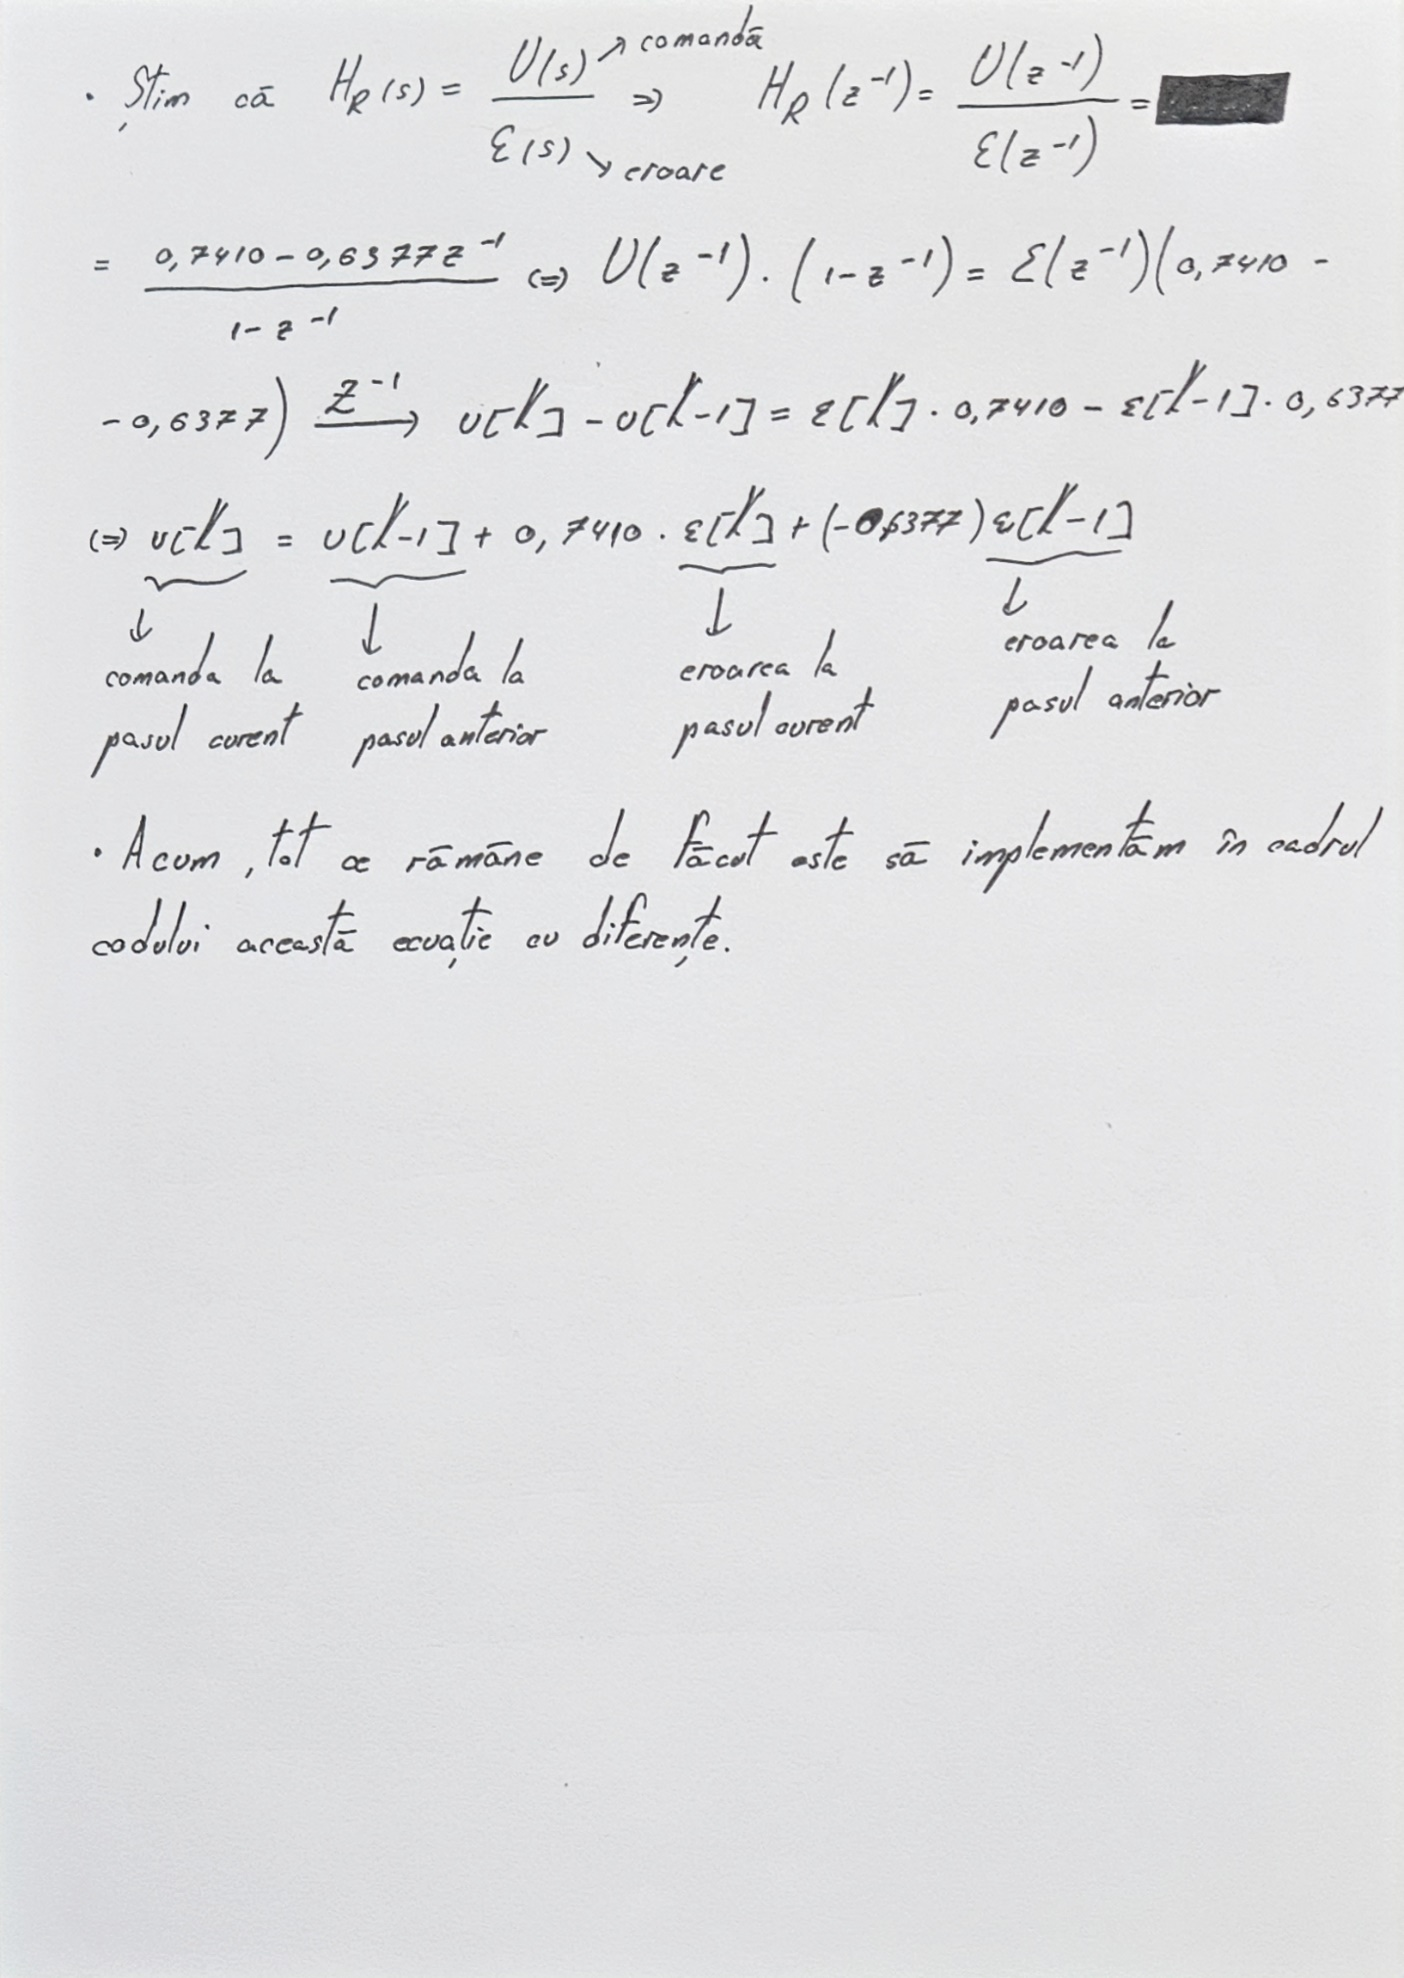 · Știm că H_R(s) = U(s) / ε(s) ⇒ H_R(z⁻¹) = U(z⁻¹) / ε(z⁻¹) =
↗ comandă
↘ eroare
= (0,7410 - 0,6377z⁻¹) / (1 - z⁻¹) (=) U(z⁻¹) · (1 - z⁻¹) = ε(z⁻¹)(0,7410 -
- 0,6377) Z⁻¹→ u[k] - u[k-1] = ε[k] · 0,7410 - ε[k-1] · 0,6377
(=) u[k] = u[k-1] + 0,7410 · ε[k] + (-0,6377)ε[k-1]
↓ comanda la pasul curent
↓ comanda la pasul anterior
↓ eroarea la pasul curent
↓ eroarea la pasul anterior
· Acum, tot ce rămâne de făcut este să implementăm în cadrul
codului această ecuație cu diferențe.